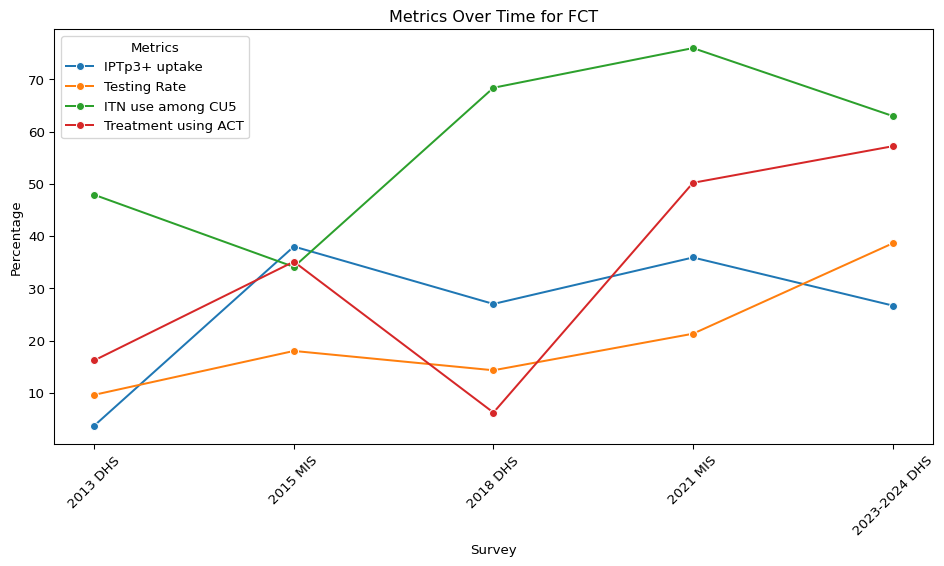 Metrics Over Time for FCT
Metrics
IPTp3+ uptake
Testing Rate
ITN use among CU5
Treatment using ACT
Percentage
70
60
50
40
30
20
10
2013 DHS
2015 MIS
2018 DHS
2021 MIS
2023-2024 DHS
Survey